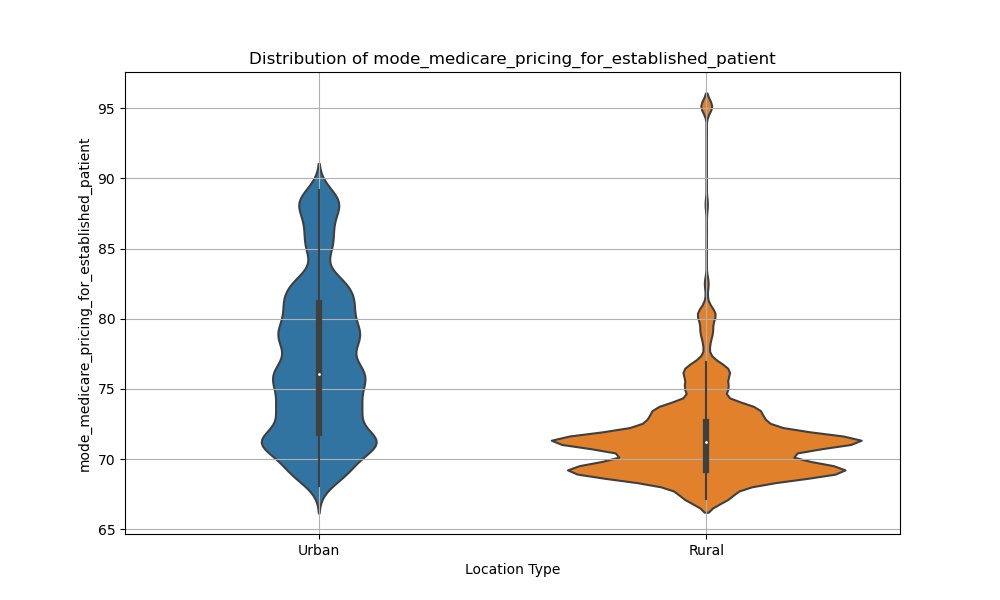 Distribution of mode_medicare_pricing_for_established_patient
mode_medicare_pricing_for_established_patient
95
90
85
80
75
70
65
Urban
Rural
Location Type